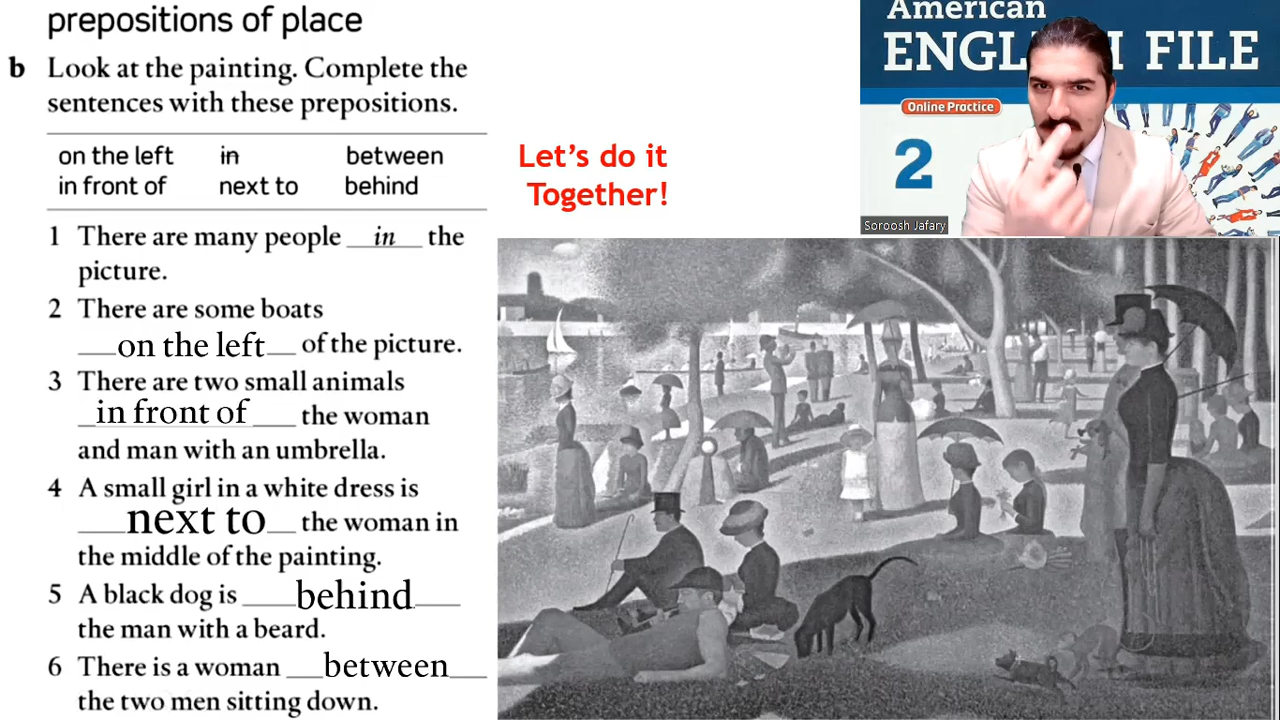 prepositions of place
b Look at the painting. Complete the
sentences with these prepositions.
on the left in between
in front of next to behind
1 There are many people in the
picture.
2 There are some boats
on the left of the picture.
3 There are two small animals
in front of the woman
and man with an umbrella.
4 A small girl in a white dress is
next to the woman in
the middle of the painting.
5 A black dog is behind
the man with a beard.
6 There is a woman between
the two men sitting down.
Let's do it
Together!
American
ENGLISH FILE
Online Practice
2
Soroosh Jafary